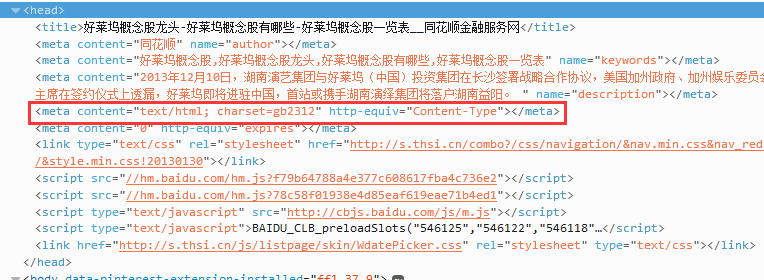 <head>
<title>好莱坞概念股龙头-好莱坞概念股有哪些-好莱坞概念股一览表__同花顺金融服务网</title>
<meta content="同花顺" name="author"></meta>
<meta content="好莱坞概念股,好莱坞概念股龙头,好莱坞概念股有哪些,好莱坞概念股一览表" name="keywords"></meta>
<meta content="2013年12月10日，湖南演艺集团与好莱坞（中国）投资集团在长沙签署战略合作协议，美国加州政府、加州娱乐委员会
主席在签约仪式上透漏，好莱坞即将进驻中国，首站或携手湖南演绎集团将落户湖南益阳。 " name="description"></meta>
<meta content="text/html; charset=gb2312" http-equiv="Content-Type"></meta>
<meta content="0" http-equiv="expires"></meta>
<link type="text/css" rel="stylesheet" href="http://s.thsi.cn/combo?/css/navigation/&nav.min.css&nav_red
/&style.min.css!20130130"></link>
<script src="//hm.baidu.com/hm.js?f79b64788a4e377c608617fba4c736e2"></script>
<script src="//hm.baidu.com/hm.js?78c58f01938e4d85eaf619eae71b4ed1"></script>
<script type="text/javascript" src="http://cbjs.baidu.com/js/m.js"></script>
<script type="text/javascript">BAIDU_CLB_preloadSlots("546125","546122","546118"…</script>
<link href="http://s.thsi.cn/js/listpage/skin/WdatePicker.css" rel="stylesheet" type="text/css"></link>
</head>
<body data-pinterest-extension-installed="ff1.37.9">